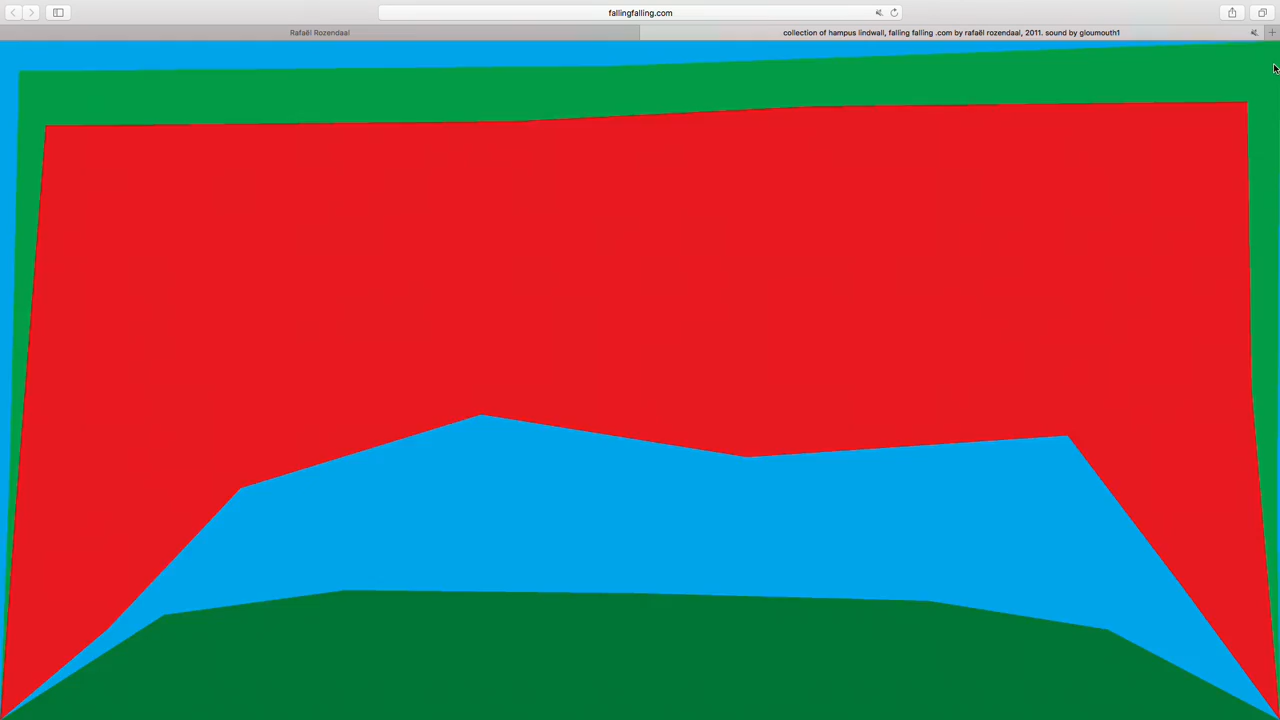 fallingfalling.com
Rafaël Rozendaal
collection of hampus lindwall, falling falling .com by rafaël rozendaal, 2011. sound by gloumouth1